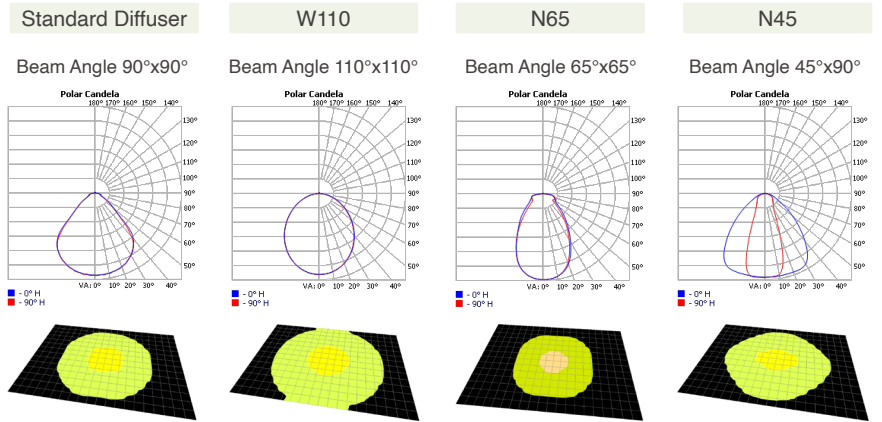 Standard Diffuser
Beam Angle 90°x90°
Polar Candela
180° 170° 160° 150° 140°
130°
120°
110°
100°
90°
80°
70°
60°
50°
VA: 0° 10° 20° 30° 40°
- 0° H
- 90° H
W110
Beam Angle 110°x110°
Polar Candela
180° 170° 160° 150° 140°
130°
120°
110°
100°
90°
80°
70°
60°
50°
VA: 0° 10° 20° 30° 40°
- 0° H
- 90° H
N65
Beam Angle 65°x65°
Polar Candela
180° 170° 160° 150° 140°
130°
120°
110°
100°
90°
80°
70°
60°
50°
VA: 0° 10° 20° 30° 40°
- 0° H
- 90° H
N45
Beam Angle 45°x90°
Polar Candela
180° 170° 160° 150° 140°
130°
120°
110°
100°
90°
80°
70°
60°
50°
VA: 0° 10° 20° 30° 40°
- 0° H
- 90° H